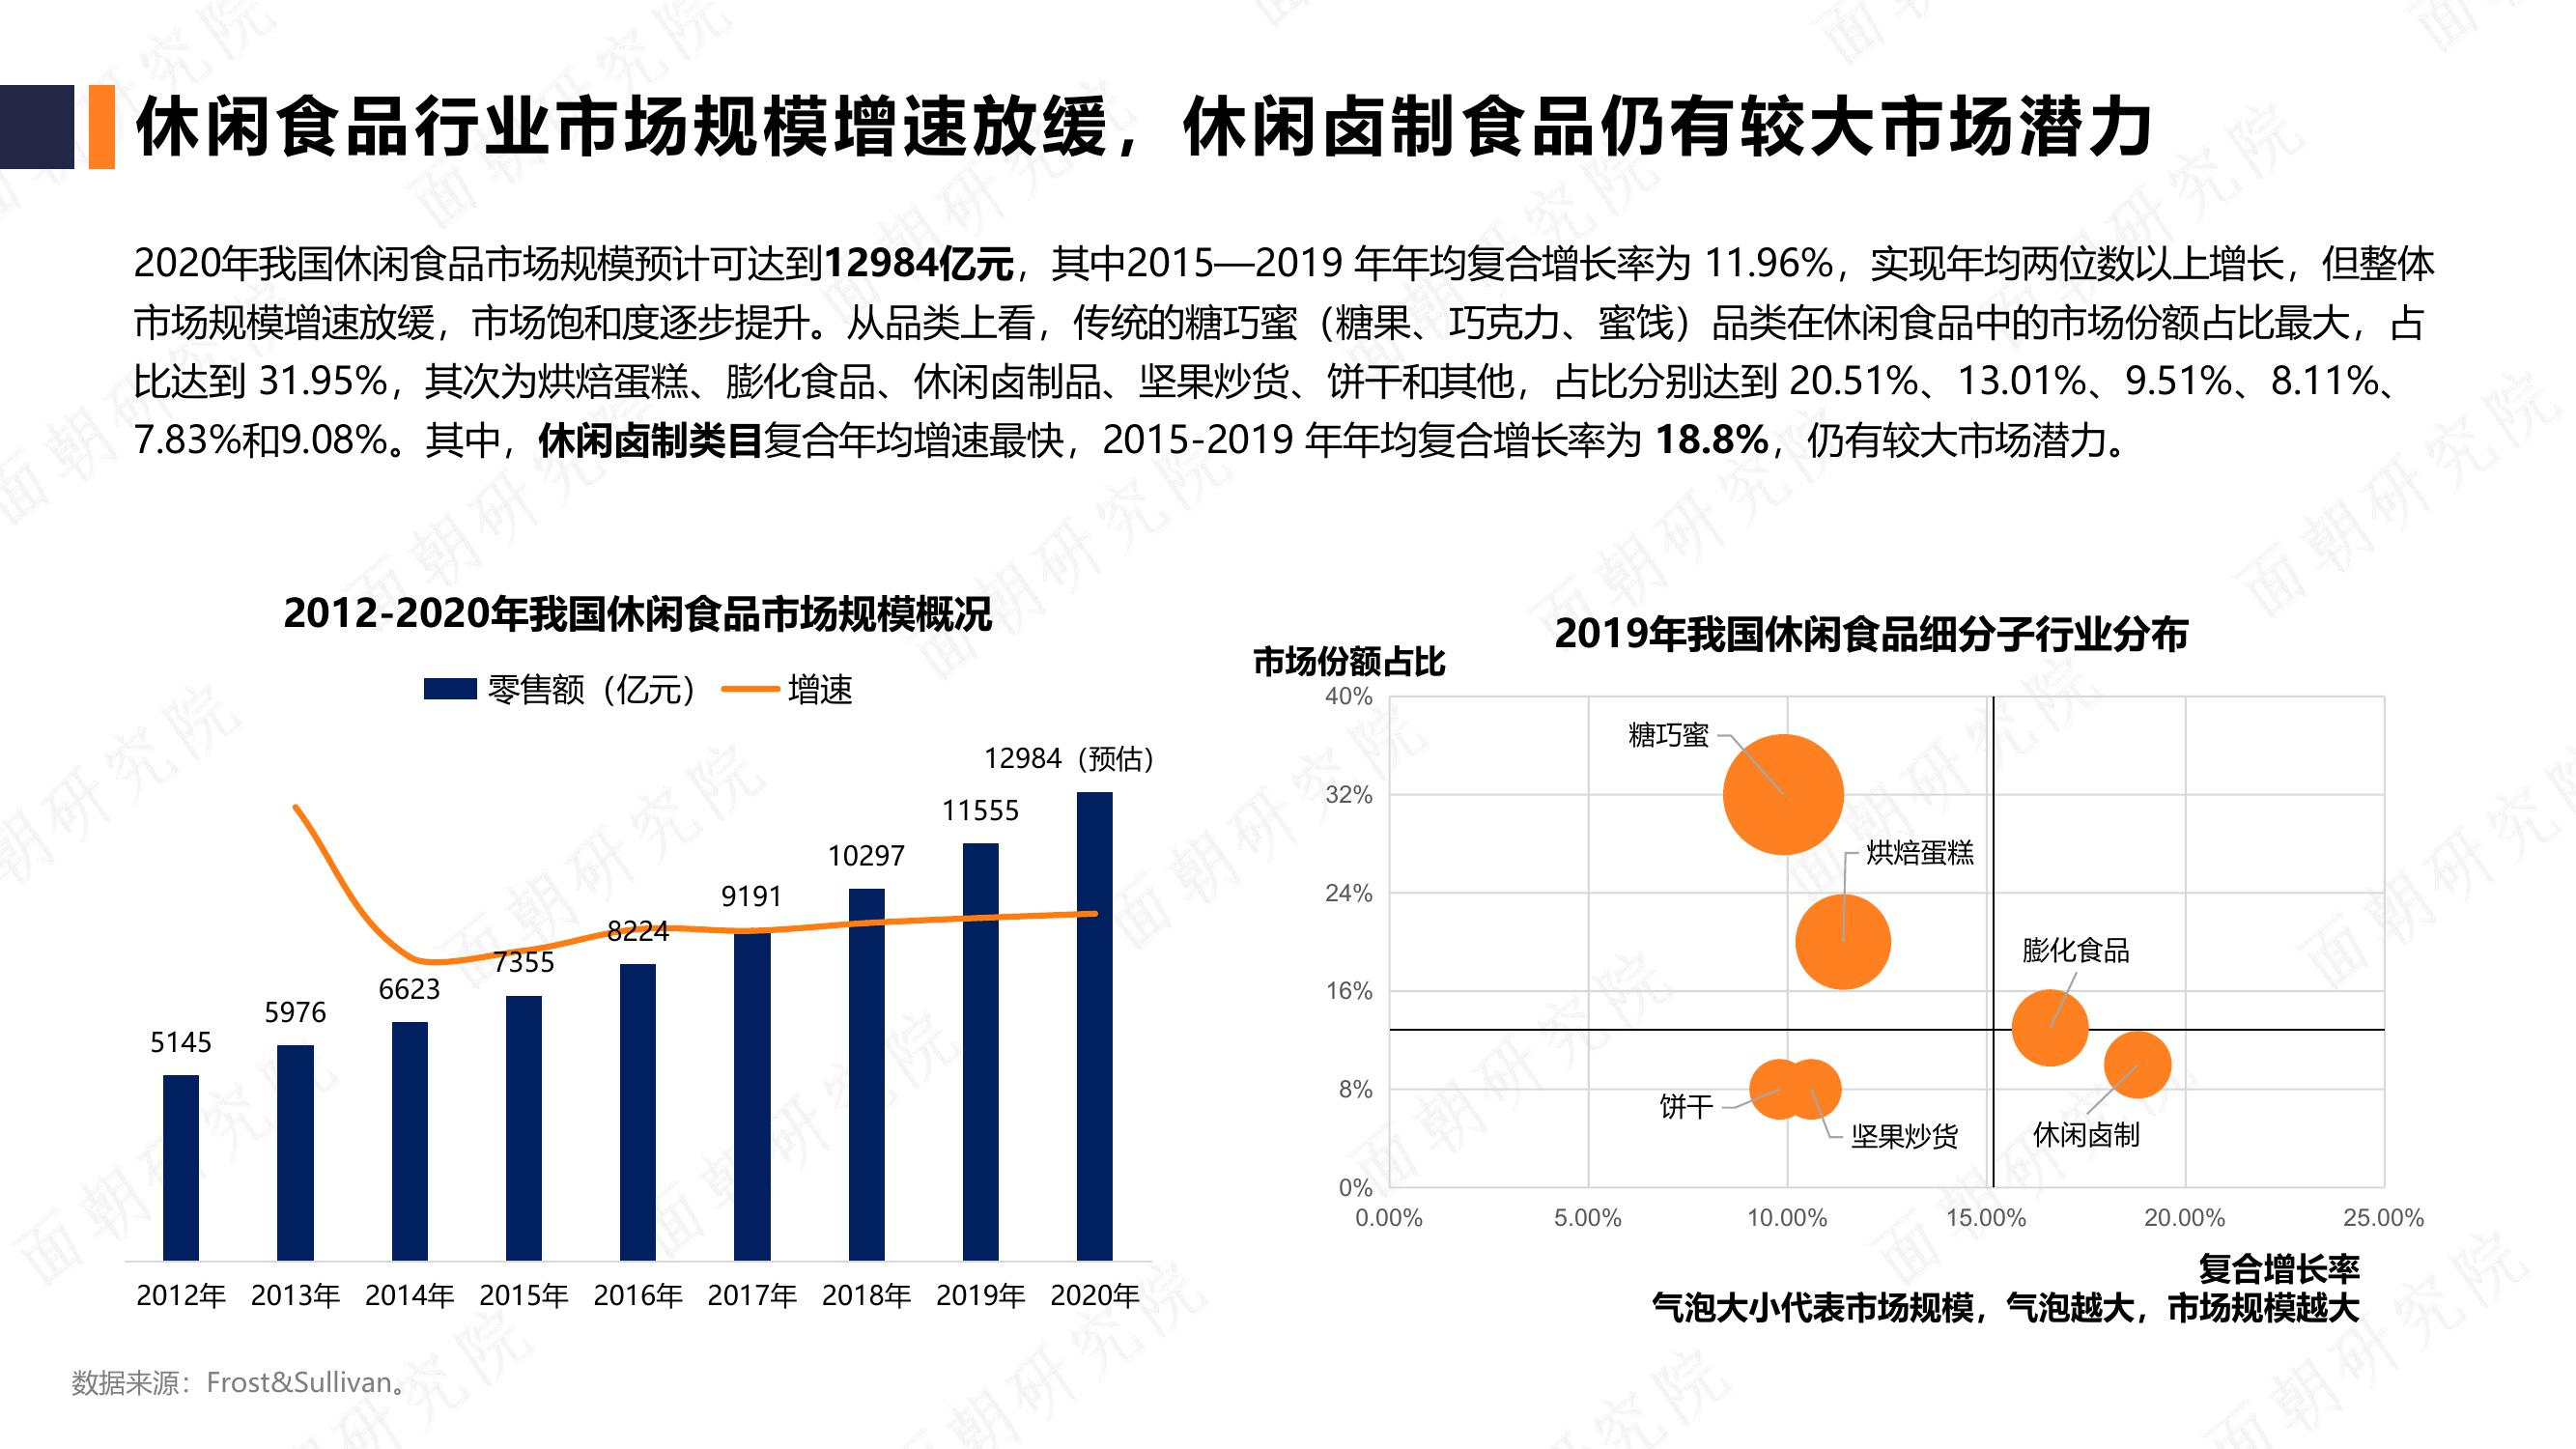 休闲食品行业市场规模增速放缓，休闲卤制食品仍有较大市场潜力
2020年我国休闲食品市场规模预计可达到12984亿元，其中2015—2019 年年均复合增长率为 11.96%，实现年均两位数以上增长，但整体
市场规模增速放缓，市场饱和度逐步提升。从品类上看，传统的糖巧蜜（糖果、巧克力、蜜饯）品类在休闲食品中的市场份额占比最大，占
比达到 31.95%，其次为烘焙蛋糕、膨化食品、休闲卤制品、坚果炒货、饼干和其他，占比分别达到 20.51%、13.01%、9.51%、8.11%、
7.83%和9.08%。其中，休闲卤制类目复合年均增速最快，2015-2019 年年均复合增长率为 18.8%，仍有较大市场潜力。
2012-2020年我国休闲食品市场规模概况
零售额（亿元） 增速
12984（预估）
11555
10297
9191
8224
7355
6623
5976
5145
2012年 2013年 2014年 2015年 2016年 2017年 2018年 2019年 2020年
2019年我国休闲食品细分子行业分布
市场份额占比
40%
糖巧蜜
32%
烘焙蛋糕
24%
膨化食品
16%
8%
饼干
坚果炒货
休闲卤制
0%
0.00% 5.00% 10.00% 15.00% 20.00% 25.00%
复合增长率
气泡大小代表市场规模，气泡越大，市场规模越大
数据来源：Frost&Sullivan。
面朝研究院